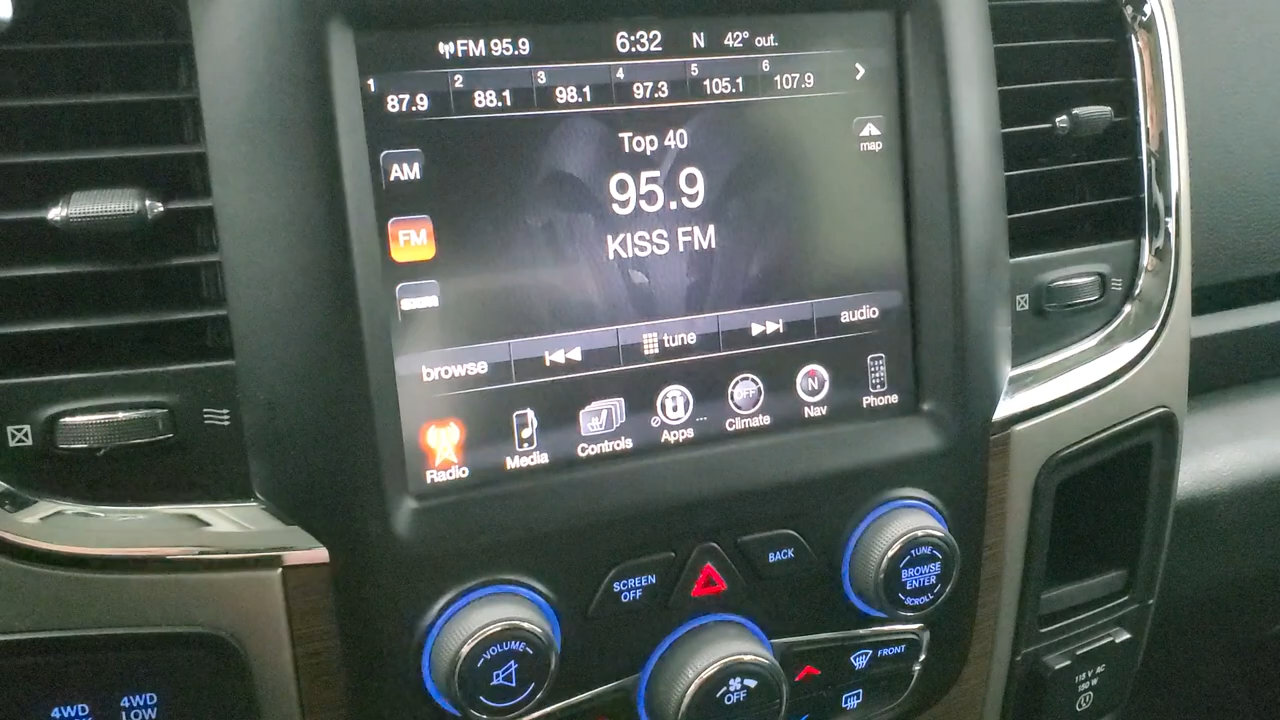 FM 95.9 6:32 N 42° out.
1 87.9 2 88.1 3 98.1 4 97.3 5 105.1 6 107.9
map
Top 40
AM
95.9
FM
KISS FM
browse tune audio
OFF N
Radio Media Controls Apps ... Climate Nav Phone
SCREEN
OFF
BACK
TUNE
BROWSE
ENTER
SCROLL
VOLUME
OFF
FRONT
4WD
4WD
LOW
115 V AC
150 W